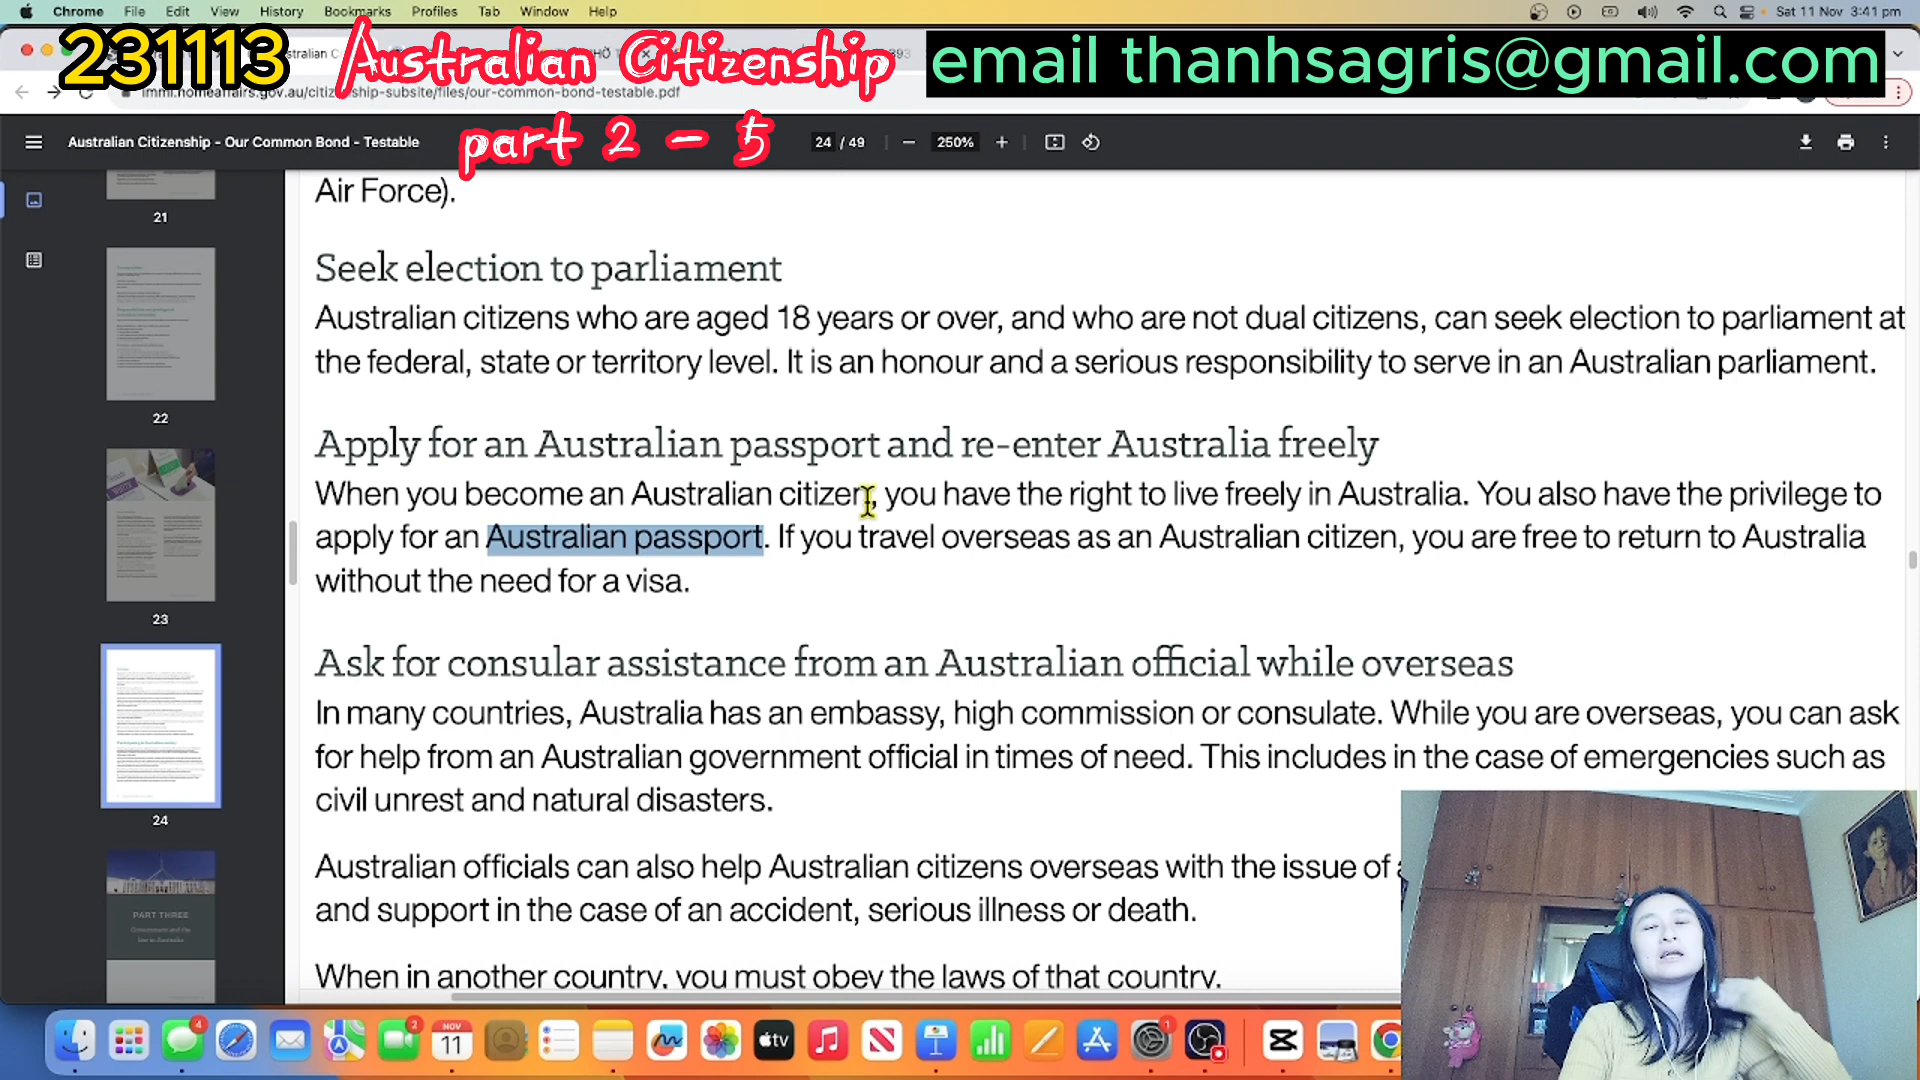 Chrome File Edit View History Bookmarks Profiles Tab Window Help
Sat 11 Nov 3:41 pm
231113
Australian Citizenship
part 2 - 5
email thanhsagris@gmail.com
immi.homeaffairs.gov.au/citizenship-subsite/files/our-common-bond-testable.pdf
Australian Citizenship - Our Common Bond - Testable
24 / 49
250%
21
22
23
24
PART THREE
Government and the
law in Australia
Air Force).
Seek election to parliament
Australian citizens who are aged 18 years or over, and who are not dual citizens, can seek election to parliament at
the federal, state or territory level. It is an honour and a serious responsibility to serve in an Australian parliament.
Apply for an Australian passport and re-enter Australia freely
When you become an Australian citizen, you have the right to live freely in Australia. You also have the privilege to
apply for an Australian passport. If you travel overseas as an Australian citizen, you are free to return to Australia
without the need for a visa.
Ask for consular assistance from an Australian official while overseas
In many countries, Australia has an embassy, high commission or consulate. While you are overseas, you can ask
for help from an Australian government official in times of need. This includes in the case of emergencies such as
civil unrest and natural disasters.
Australian officials can also help Australian citizens overseas with the issue of
and support in the case of an accident, serious illness or death.
When in another country, you must obey the laws of that country.
4
2
NOV
11
tv
1